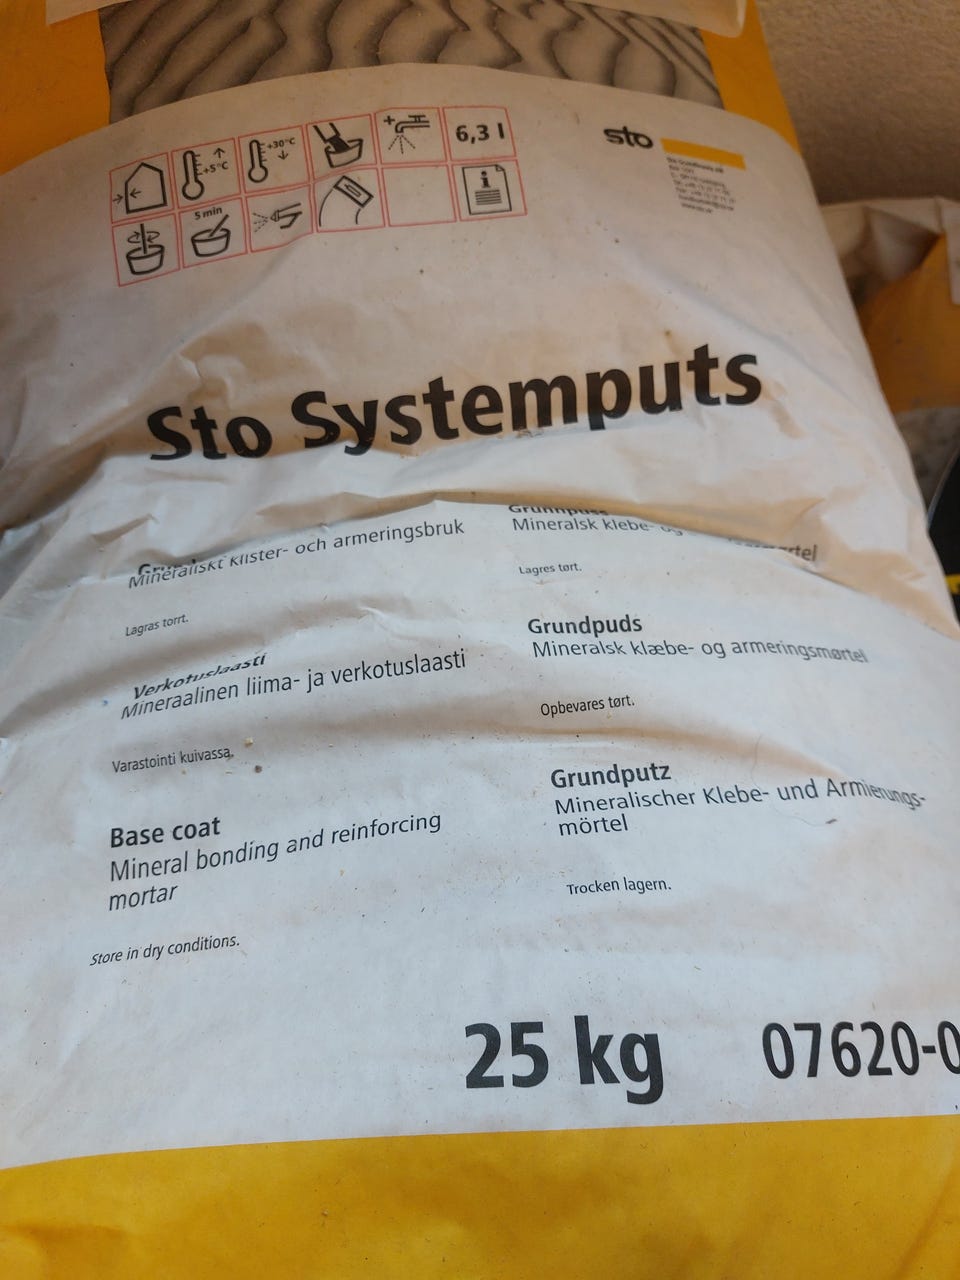 +5°C
+30°C
+
6,3 l
5 min
i
sto
Sto Systemputs
Mineraliskt klister- och armeringsbruk
Lagras torrt.
Verkotuslaasti
Mineraalinen liima- ja verkotuslaasti
Varastointi kuivassa.
Base coat
Mineral bonding and reinforcing
mortar
Store in dry conditions.
Grunnpuss
Mineralsk klebe- og
Lagres tørt.
Grundpuds
Mineralsk klæbe- og armeringsmørtel
Opbevares tørt.
Grundputz
Mineralischer Klebe- und Armierungs-
mörtel
Trocken lagern.
25 kg
07620-0